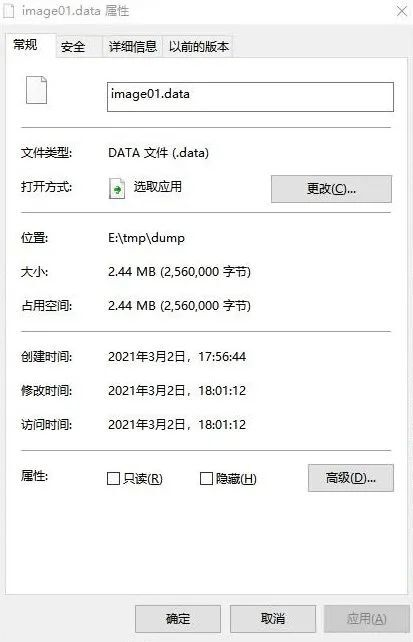 image01.data 属性
常规 安全 详细信息 以前的版本
image01.data
文件类型: DATA 文件 (.data)
打开方式: 选取应用 更改(C)...
位置: E:\tmp\dump
大小: 2.44 MB (2,560,000 字节)
占用空间: 2.44 MB (2,560,000 字节)
创建时间: 2021年3月2日，17:56:44
修改时间: 2021年3月2日，18:01:12
访问时间: 2021年3月2日，18:01:12
属性: 只读(R) 隐藏(H) 高级(D)...
确定 取消 应用(A)